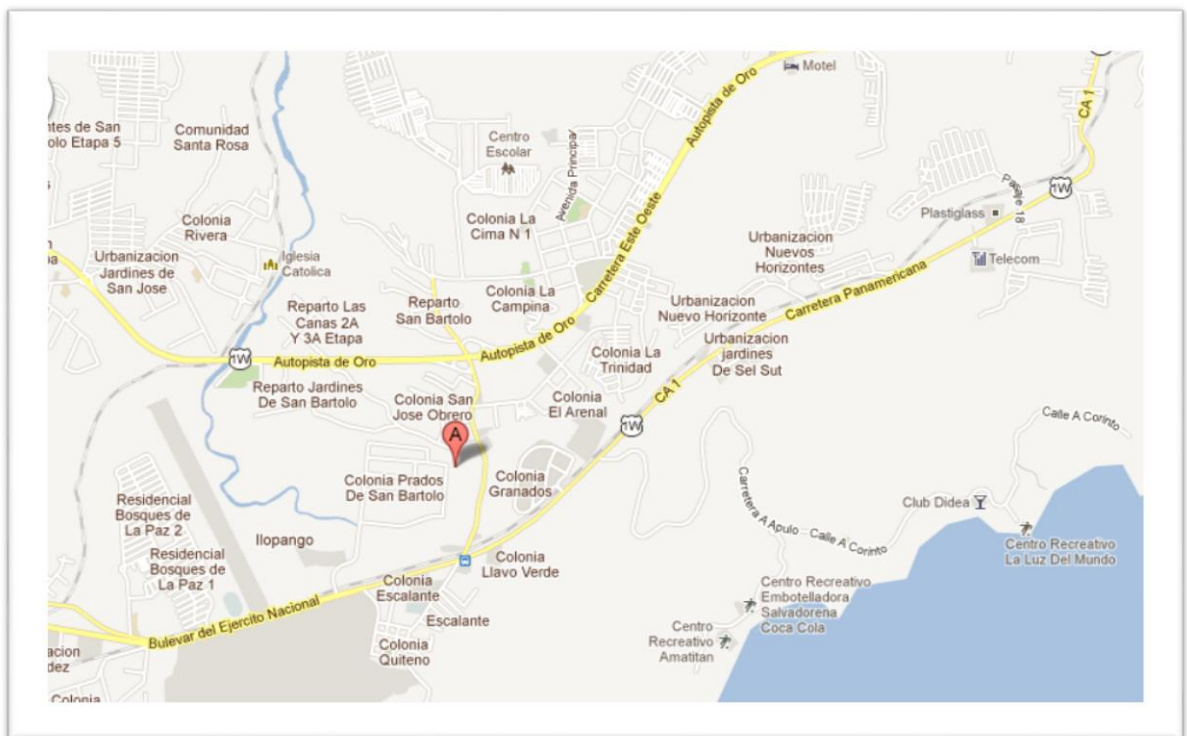 Motel
Autopista de Oro
CA 1
ntes de San
olo Etapa 5
Comunidad
Santa Rosa
Centro
Escolar
Avenida Principal
1W
Pasaje 18
Plastiglass
Colonia
Rivera
Colonia La
Cima N 1
Carretera Este Oeste
Urbanizacion
Nuevos
Horizontes
Telecom
Urbanizacion
Jardines de
San Jose
Iglesia
Catolica
Reparto Las
Canas 2A
Y 3A Etapa
Reparto
San Bartolo
Colonia La
Campina
Urbanizacion
Nuevo Horizonte
Carretera Panamericana
Urbanizacion
jardines
De Sel Sut
1W
Autopista de Oro
Autopista de Oro
Colonia La
Trinidad
Reparto Jardines
De San Bartolo
Colonia San
Jose Obrero
Colonia
El Arenal
CA 1
1W
Calle A Corinto
A
Colonia Prados
De San Bartolo
Colonia
Granados
Carretera A Apulo
Calle A Corinto
Club Didea
Residencial
Bosques de
La Paz 2
Ilopango
Centro Recreativo
La Luz Del Mundo
Residencial
Bosques de
La Paz 1
Colonia
Llavo Verde
Colonia
Escalante
Escalante
Centro Recreativo
Embotelladora
Salvadorena
Coca Cola
Bulevar del Ejercito Nacional
Centro
Recreativo
Amatitan
Colonia
Quiteno
acion
dez
Colonia